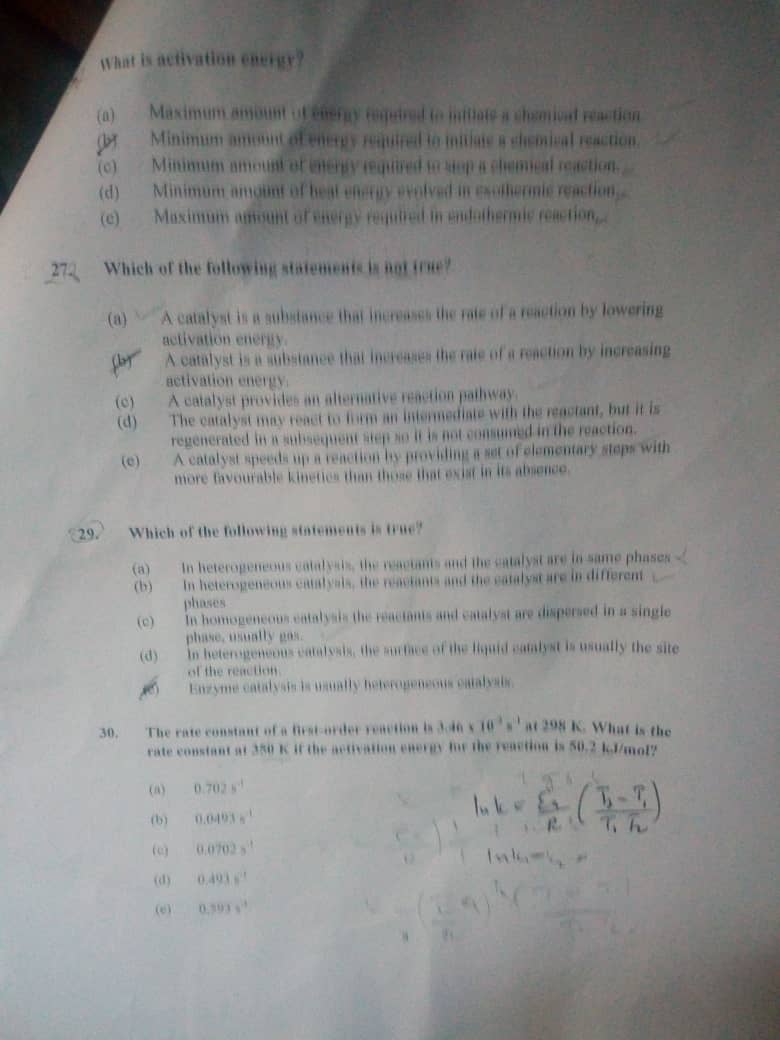 What is activation energy?
(a) Maximum amount of energy required to initiate a chemical reaction.
(b) Minimum amount of energy required to initiate a chemical reaction.
(c) Minimum amount of energy required to stop a chemical reaction.
(d) Minimum amount of heat energy evolved in exothermic reaction.
(e) Maximum amount of energy required in endothermic reaction.
27. Which of the following statements is not true?
(a) A catalyst is a substance that increases the rate of a reaction by lowering
activation energy.
(b) A catalyst is a substance that increases the rate of a reaction by increasing
activation energy.
(c) A catalyst provides an alternative reaction pathway.
(d) The catalyst may react to form an intermediate with the reactant, but it is
regenerated in a subsequent step so it is not consumed in the reaction.
(e) A catalyst speeds up a reaction by providing a set of elementary steps with
more favourable kinetics than those that exist in its absence.
29. Which of the following statements is true?
(a) In heterogeneous catalysis, the reactants and the catalyst are in same phases
(b) In heterogeneous catalysis, the reactants and the catalyst are in different
phases
(c) In homogeneous catalysis the reactants and catalyst are dispersed in a single
phase, usually gas.
(d) In heterogeneous catalysis, the surface of the liquid catalyst is usually the site
of the reaction.
(e) Enzyme catalysis is usually heterogeneous catalysis.
30. The rate constant of a first-order reaction is 3.46 x 10 s⁻¹ at 298 K. What is the
rate constant at 350 K if the activation energy for the reaction is 50.2 kJ/mol?
(a) 0.702 s⁻¹
(b) 0.0493 s⁻¹
(c) 0.0702 s⁻¹
(d) 0.493 s⁻¹
(e) 0.393 s⁻¹